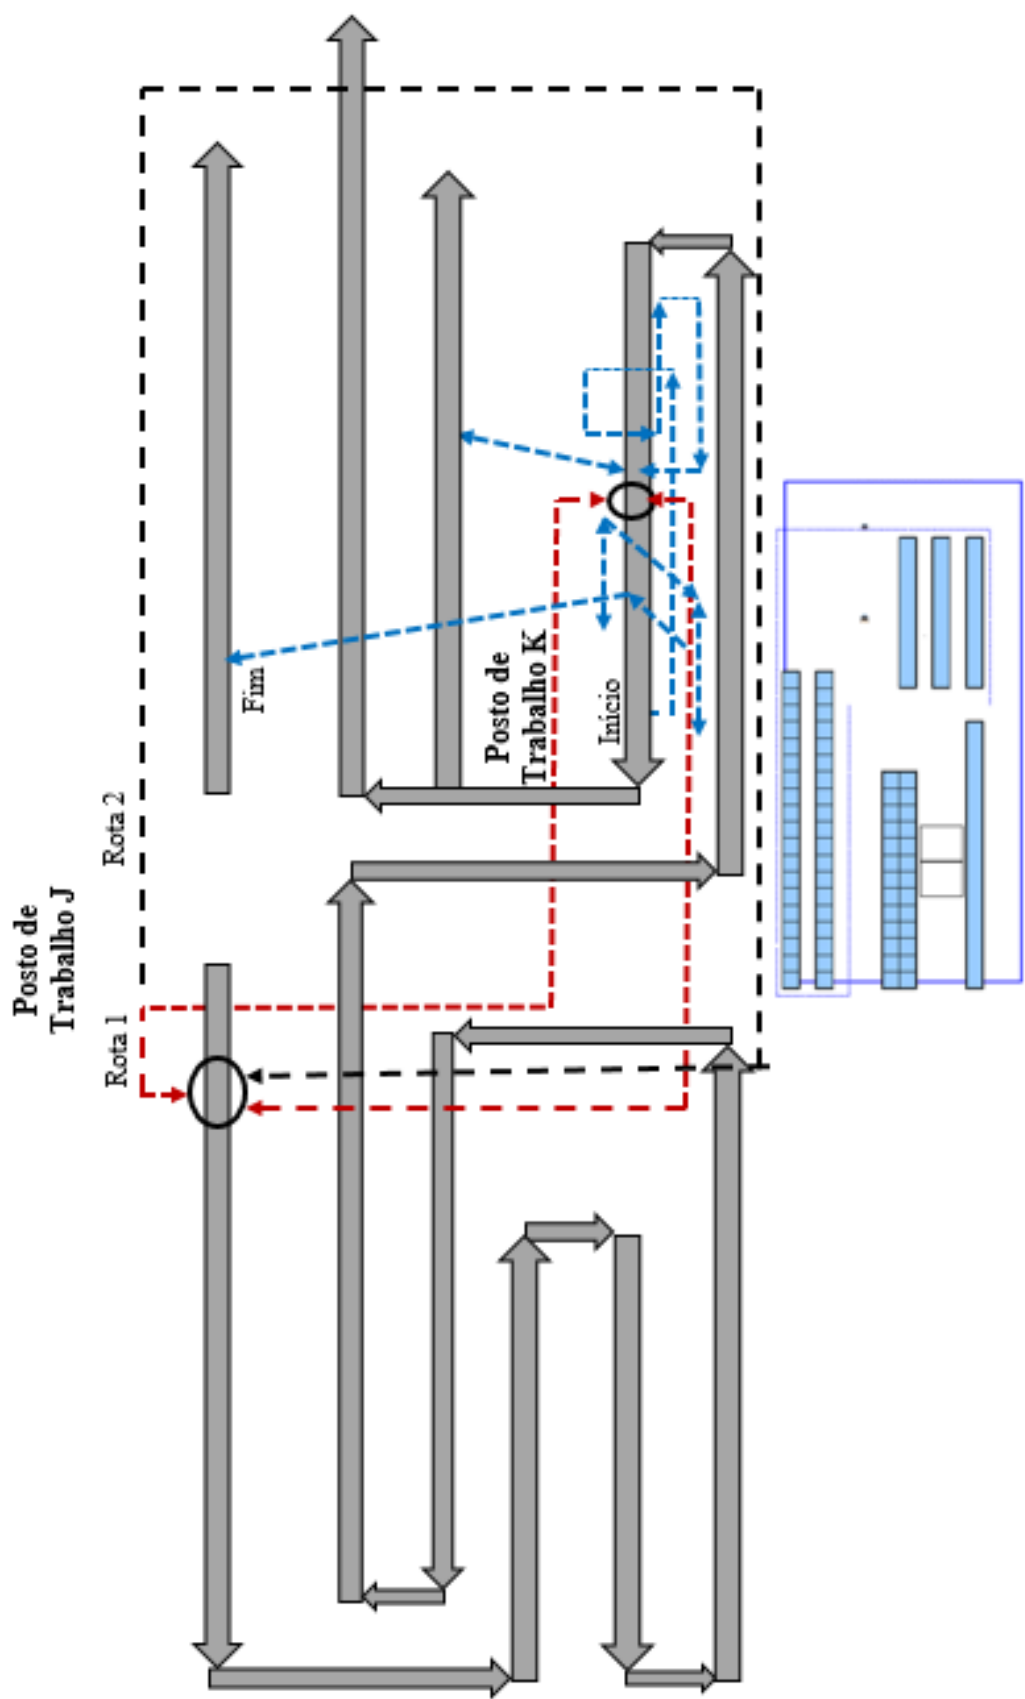 Posto de
Trabalho J
Rota 1
Rota 2
Fim
Posto de
Trabalho K
Início